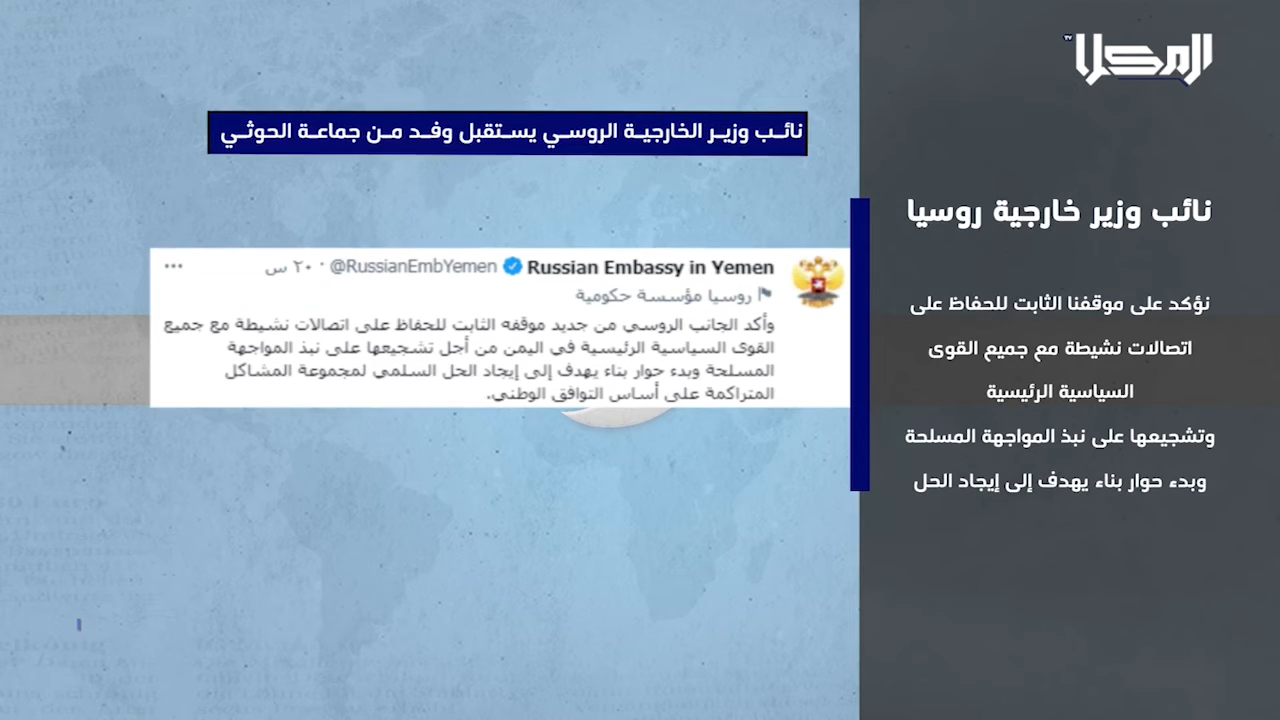 المكلا
TV
نائب وزير الخارجية الروسي يستقبل وفد من جماعة الحوثي
نائب وزير خارجية روسيا
نؤكد على موقفنا الثابت للحفاظ على
اتصالات نشيطة مع جميع القوى
السياسية الرئيسية
وتشجيعها على نبذ المواجهة المسلحة
وبدء حوار بناء يهدف إلى إيجاد الحل
Russian Embassy in Yemen @RussianEmbYemen · ٢٠ س
روسيا مؤسسة حكومية
وأكد الجانب الروسي من جديد موقفه الثابت للحفاظ على اتصالات نشيطة مع جميع
القوى السياسية الرئيسية في اليمن من أجل تشجيعها على نبذ المواجهة
المسلحة وبدء حوار بناء يهدف إلى إيجاد الحل السلمي لمجموعة المشاكل
المتراكمة على أساس التوافق الوطني.